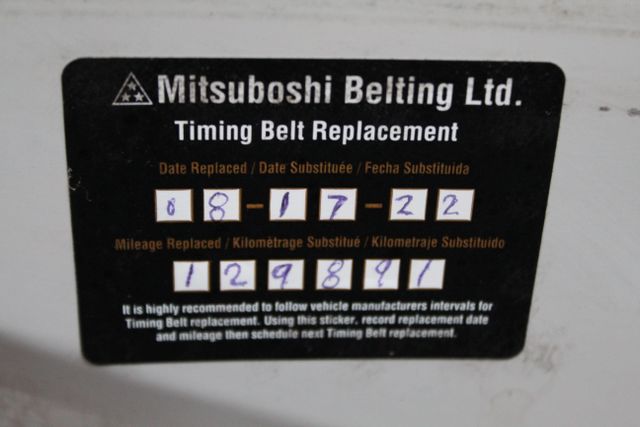 Mitsuboshi Belting Ltd.
Timing Belt Replacement
Date Replaced / Date Substituée / Fecha Substituida
08-17-22
Mileage Replaced / Kilométrage Substitué / Kilometraje Substituido
129891
It is highly recommended to follow vehicle manufacturers intervals for
Timing Belt replacement. Using this sticker, record replacement date
and mileage then schedule next Timing Belt replacement.